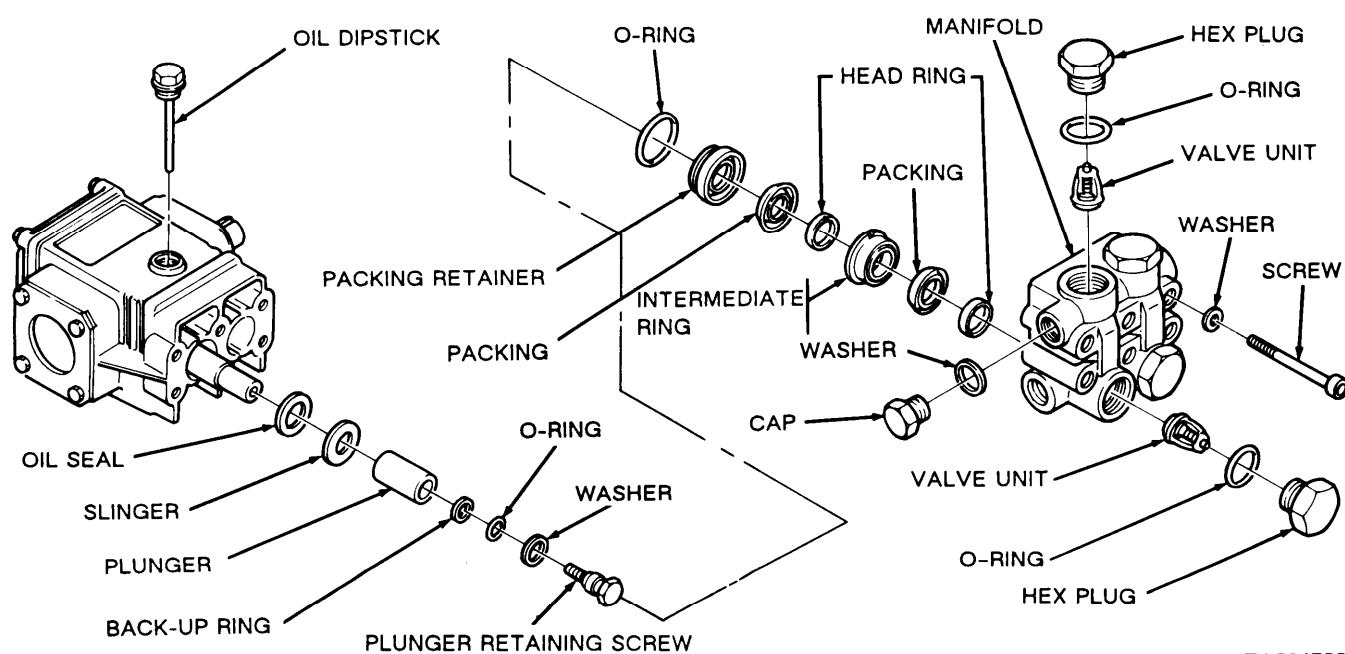 OIL DIPSTICK
O-RING
MANIFOLD
HEX PLUG
HEAD RING
O-RING
VALVE UNIT
PACKING
WASHER
PACKING RETAINER
SCREW
INTERMEDIATE
RING
PACKING
WASHER
CAP
O-RING
OIL SEAL
WASHER
VALVE UNIT
SLINGER
PLUNGER
O-RING
HEX PLUG
BACK-UP RING
PLUNGER RETAINING SCREW